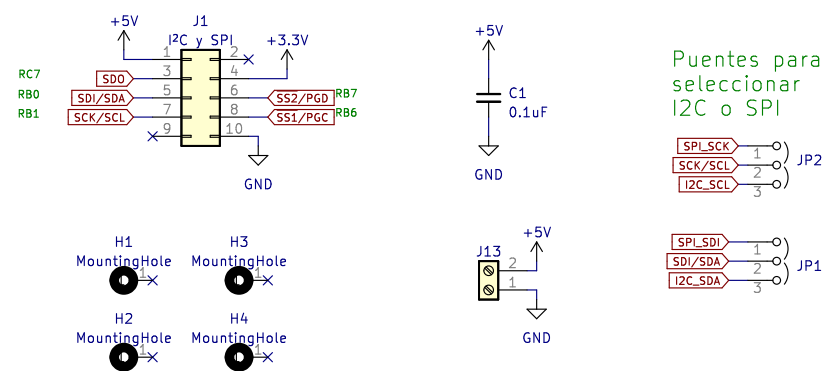 +5V
J1
I²C y SPI
+3.3V
1
2
RC7
SDO
3
4
RB0
SDI/SDA
5
6
SS2/PGD
RB7
RB1
SCK/SCL
7
8
SS1/PGC
RB6
9
10
GND
+5V
C1
0.1uF
GND
Puentes para
seleccionar
I2C o SPI
SPI_SCK
1
SCK/SCL
2
I2C_SCL
3
JP2
H1
MountingHole
1
H3
MountingHole
1
H2
MountingHole
1
H4
MountingHole
1
+5V
J13
2
1
GND
SPI_SDI
1
SDI/SDA
2
I2C_SDA
3
JP1